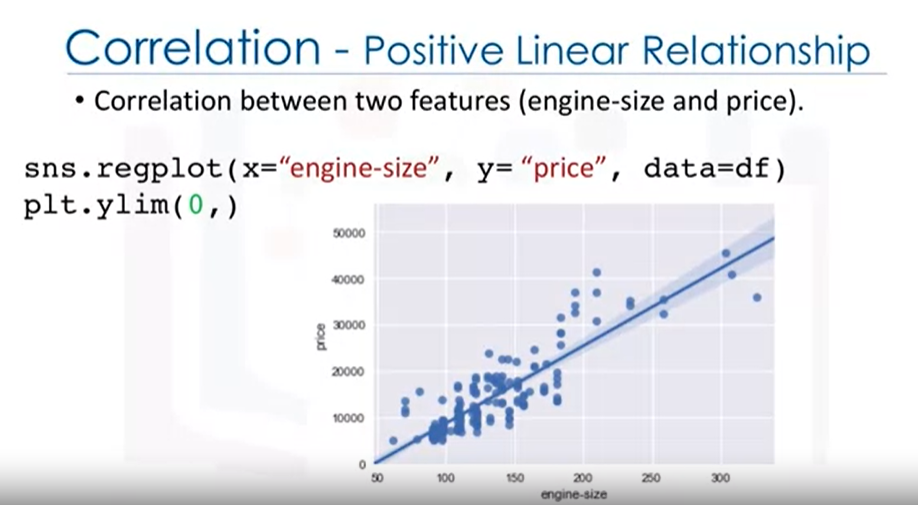 Correlation - Positive Linear Relationship
• Correlation between two features (engine-size and price).
sns.regplot(x=“engine-size”, y= “price”, data=df)
plt.ylim(0,)
50000
40000
30000
20000
10000
0
price
50 100 150 200 250 300
engine-size